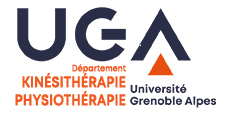 UGA
Département
KINÉSITHÉRAPIE
PHYSIOTHÉRAPIE
Université
Grenoble Alpes